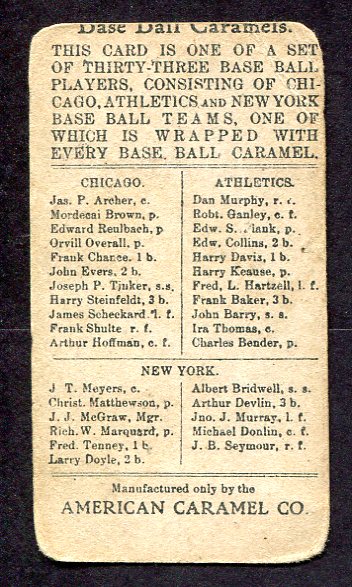 Base Ball Caramels.
THIS CARD IS ONE OF A SET
OF THIRTY-THREE BASE BALL
PLAYERS, CONSISTING OF CHI-
CAGO, ATHLETICS AND NEW YORK
BASE BALL TEAMS, ONE OF
WHICH IS WRAPPED WITH
EVERY BASE BALL CARAMEL.
CHICAGO.
Jas. P. Archer, c.
Mordecai Brown, p.
Edward Reulbach, p.
Orvill Overall, p.
Frank Chance, 1 b.
John Evers, 2 b.
Joseph P. Tinker, s.s.
Harry Steinfeldt, 3 b.
James Scheckard l. f.
Frank Shulte r. f.
Arthur Hoffman, c. f.
ATHLETICS.
Dan Murphy, r. f.
Robt. Ganley, c. f.
Edw. S. lank, p.
Edw. Collins, 2 b.
Harry Davis, 1 b.
Harry Keause, p.
Fred, L. Hartzell, l. f.
Frank Baker, 3 b.
John Barry, s. s.
Ira Thomas, c.
Charles Bender, p.
NEW YORK.
J T. Meyers, c.
Christ. Matthewson, p.
J. J. McGraw, Mgr.
Rich. W. Marquard, p.
Fred. Tenney, 1 b.
Larry Doyle, 2 b.
Albert Bridwell, s. s.
Arthur Devlin, 3 b.
Jno. J. Murray, l. f.
Michael Donlin, c. f.
J. B. Seymour, r. f.
Manufactured only by the
AMERICAN CARAMEL CO.